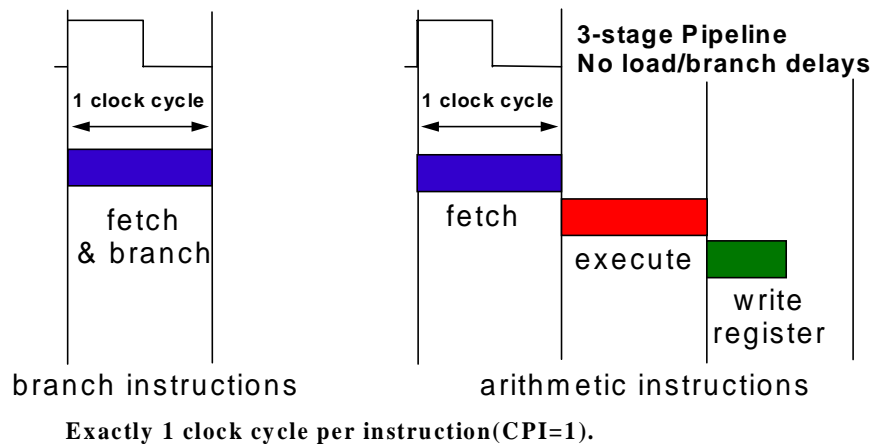 3-stage Pipeline
No load/branch delays
1 clock cycle
1 clock cycle
fetch
& branch
fetch
execute
write
register
branch instructions
arithmetic instructions
Exactly 1 clock cycle per instruction(CPI=1).